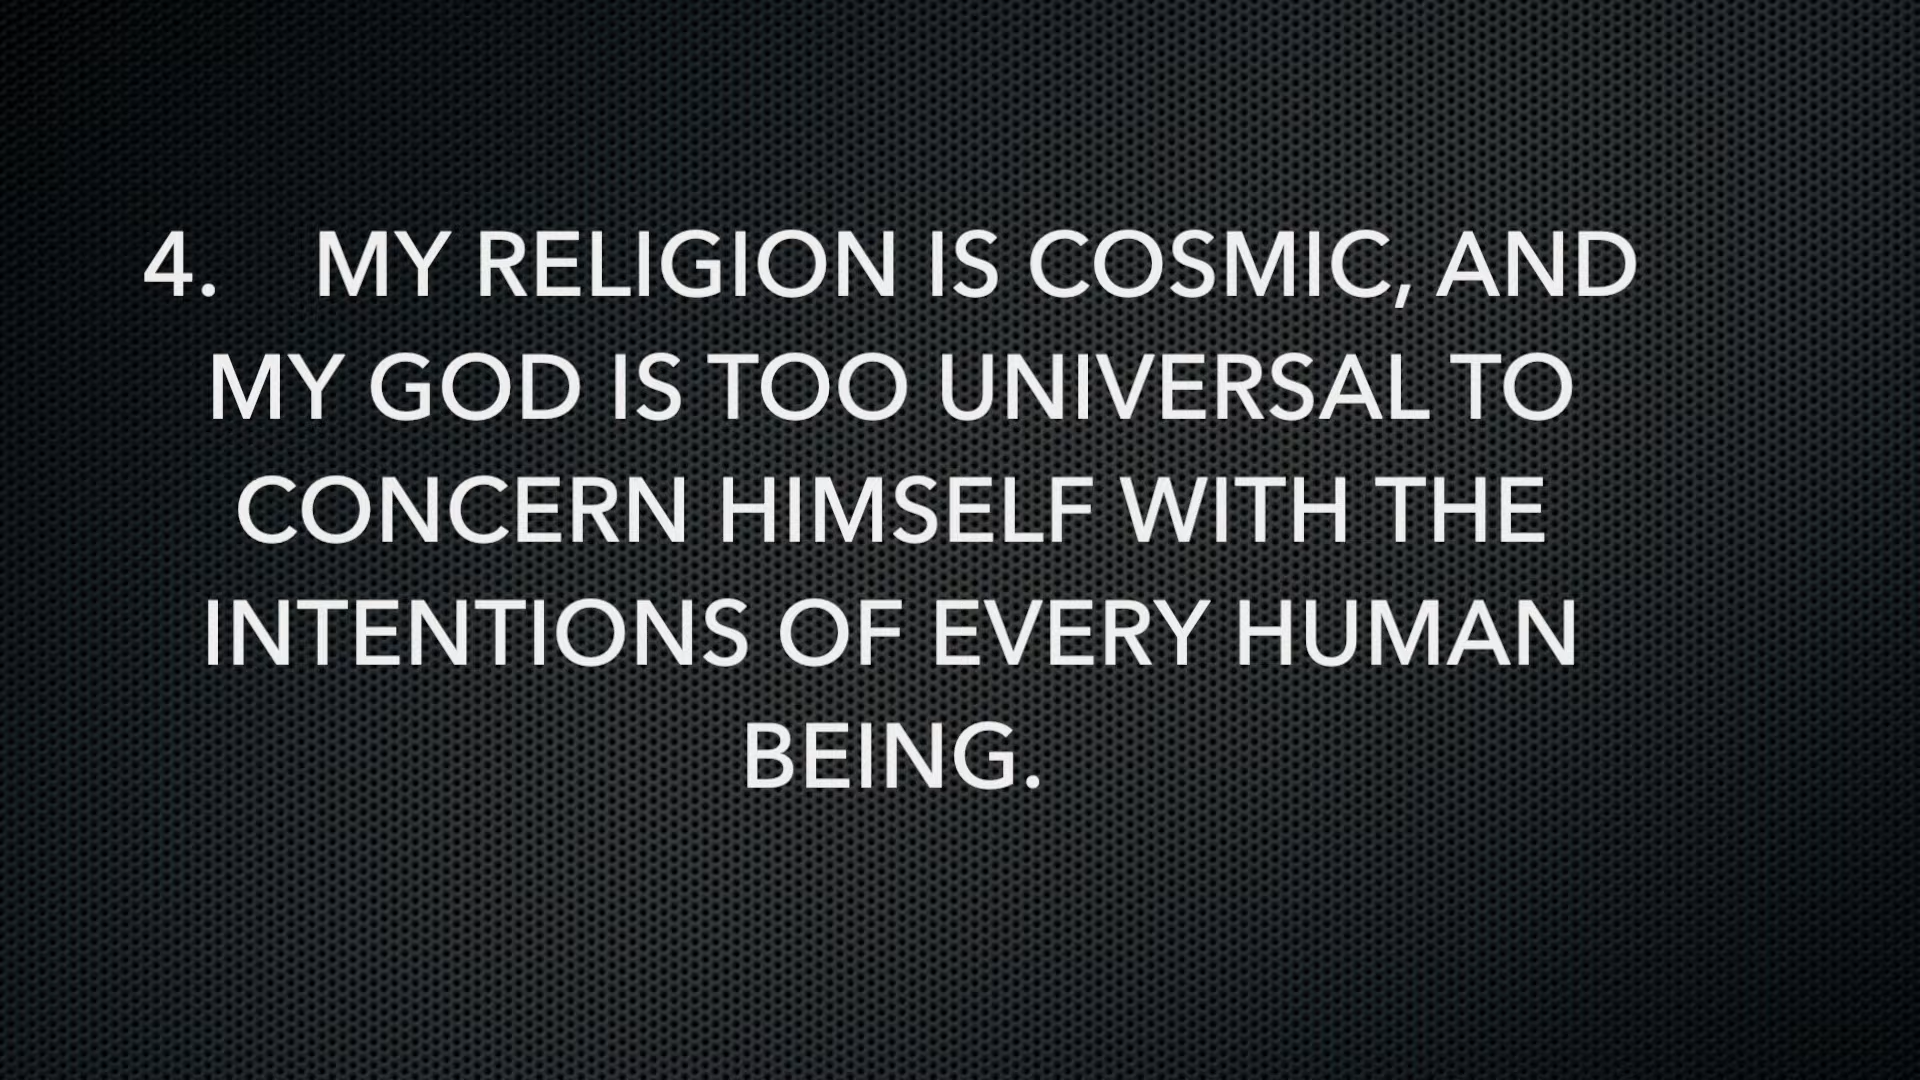 4. MY RELIGION IS COSMIC, AND
MY GOD IS TOO UNIVERSAL TO
CONCERN HIMSELF WITH THE
INTENTIONS OF EVERY HUMAN
BEING.